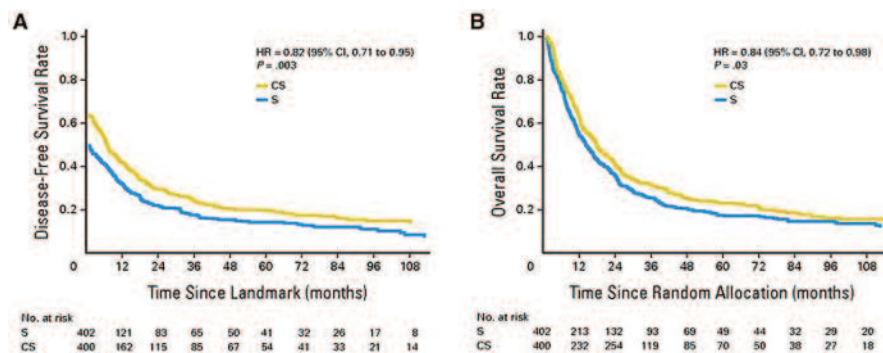 A
Disease-Free Survival Rate
1.0
0.8
0.6
0.4
0.2
0
12 24 36 48 60 72 84 96 108
HR = 0.82 (95% CI, 0.71 to 0.95)
P = .003
CS
S
Time Since Landmark (months)
No. at risk
S 402 121 83 65 50 41 32 26 17 8
CS 400 162 115 85 67 54 41 33 21 14
B
Overall Survival Rate
1.0
0.8
0.6
0.4
0.2
0
12 24 36 48 60 72 84 96 108
HR = 0.84 (95% CI, 0.72 to 0.98)
P = .03
CS
S
Time Since Random Allocation (months)
No. at risk
S 402 213 132 93 69 49 44 32 29 20
CS 400 232 254 119 85 70 50 38 27 18